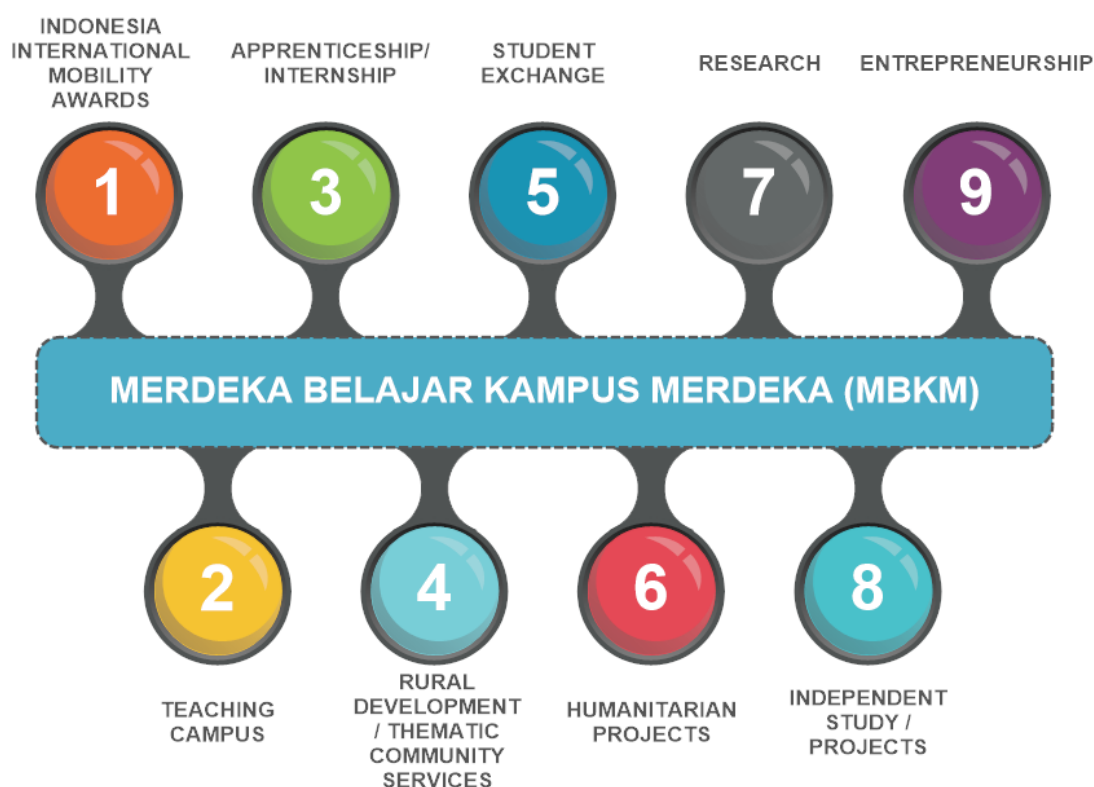 INDONESIA
INTERNATIONAL
MOBILITY
AWARDS
APPRENTICESHIP/
INTERNSHIP
STUDENT
EXCHANGE
RESEARCH
ENTREPRENEURSHIP
1
3
5
7
9
MERDEKA BELAJAR KAMPUS MERDEKA (MBKM)
2
4
6
8
TEACHING
CAMPUS
RURAL
DEVELOPMENT
/ THEMATIC
COMMUNITY
SERVICES
HUMANITARIAN
PROJECTS
INDEPENDENT
STUDY /
PROJECTS